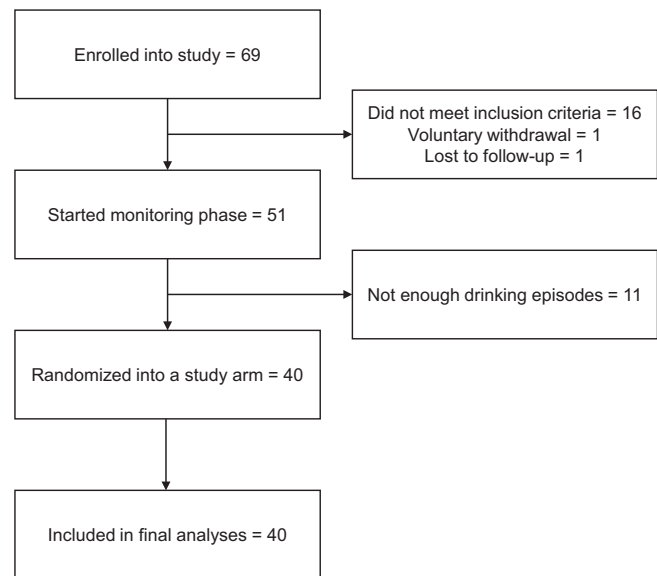 Enrolled into study = 69
Did not meet inclusion criteria = 16
Voluntary withdrawal = 1
Lost to follow-up = 1
Started monitoring phase = 51
Not enough drinking episodes = 11
Randomized into a study arm = 40
Included in final analyses = 40